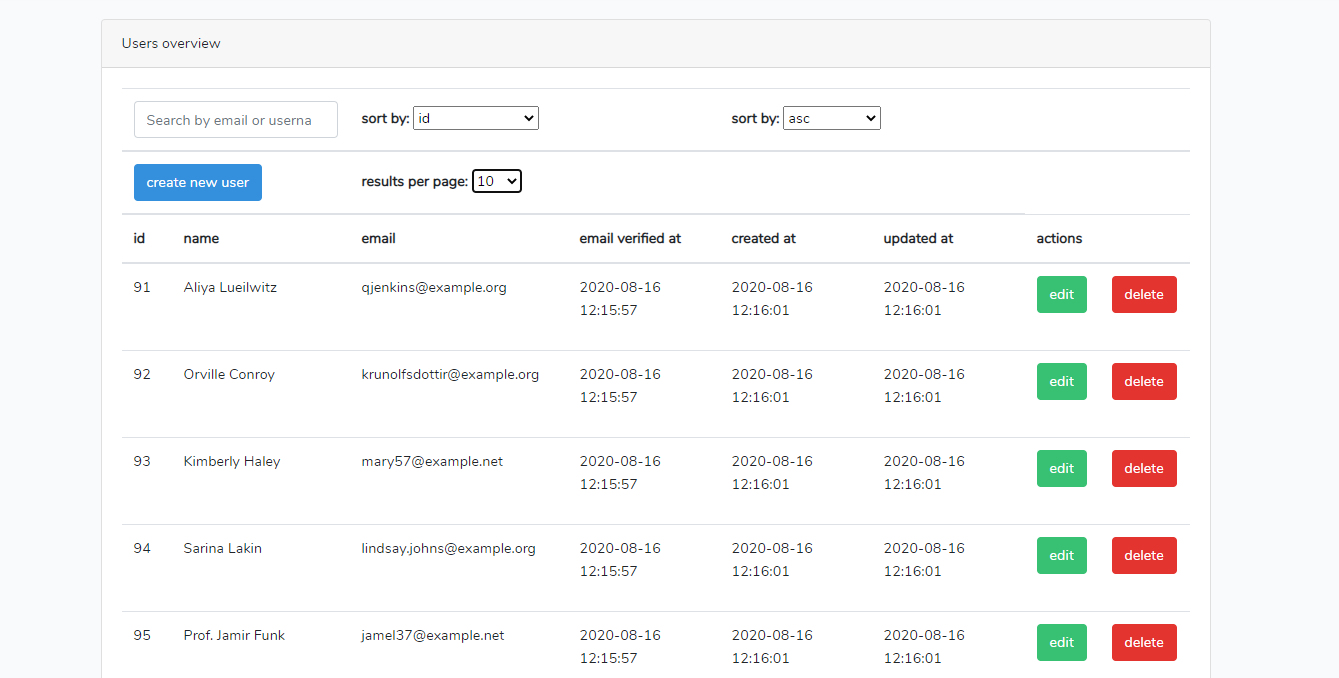 Users overview
Search by email or userna
sort by: id
sort by: asc
create new user
results per page: 10
id name email email verified at created at updated at actions
91 Aliya Lueilwitz qjenkins@example.org 2020-08-16 2020-08-16 2020-08-16 edit delete
12:15:57 12:16:01 12:16:01
92 Orville Conroy krunolfsdottir@example.org 2020-08-16 2020-08-16 2020-08-16 edit delete
12:15:57 12:16:01 12:16:01
93 Kimberly Haley mary57@example.net 2020-08-16 2020-08-16 2020-08-16 edit delete
12:15:57 12:16:01 12:16:01
94 Sarina Lakin lindsay.johns@example.org 2020-08-16 2020-08-16 2020-08-16 edit delete
12:15:57 12:16:01 12:16:01
95 Prof. Jamir Funk jamel37@example.net 2020-08-16 2020-08-16 2020-08-16 edit delete
12:15:57 12:16:01 12:16:01